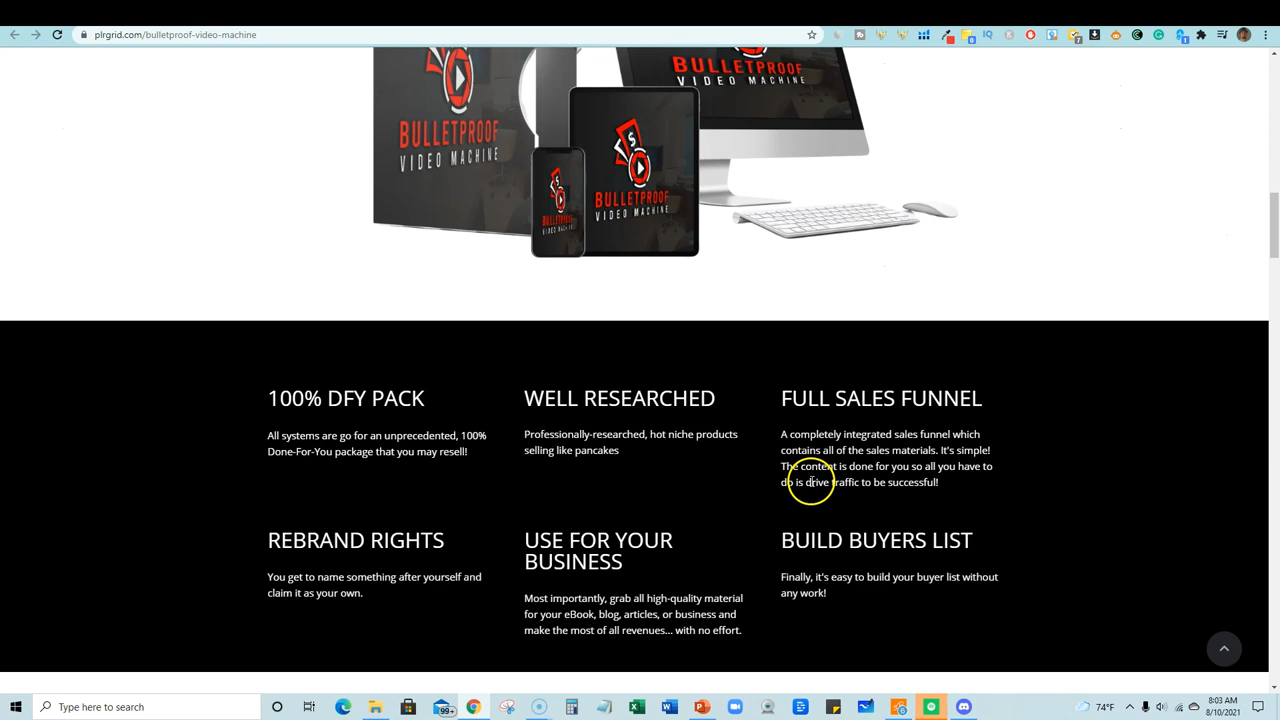 plrgrid.com/bulletproof-video-machine
BULLETPROOF
VIDEO MACHINE
BULLETPROOF
VIDEO MACHINE
BULLETPROOF
VIDEO MACHINE
BULLETPROOF
VIDEO MACHINE
100% DFY PACK
All systems are go for an unprecedented, 100%
Done-For-You package that you may resell!
WELL RESEARCHED
Professionally-researched, hot niche products
selling like pancakes
FULL SALES FUNNEL
A completely integrated sales funnel which
contains all of the sales materials. It's simple!
The content is done for you so all you have to
do is drive traffic to be successful!
REBRAND RIGHTS
You get to name something after yourself and
claim it as your own.
USE FOR YOUR
BUSINESS
Most importantly, grab all high-quality material
for your eBook, blog, articles, or business and
make the most of all revenues... with no effort.
BUILD BUYERS LIST
Finally, it's easy to build your buyer list without
any work!
Type here to search
99+
74°F
8:03 AM
8/10/2021